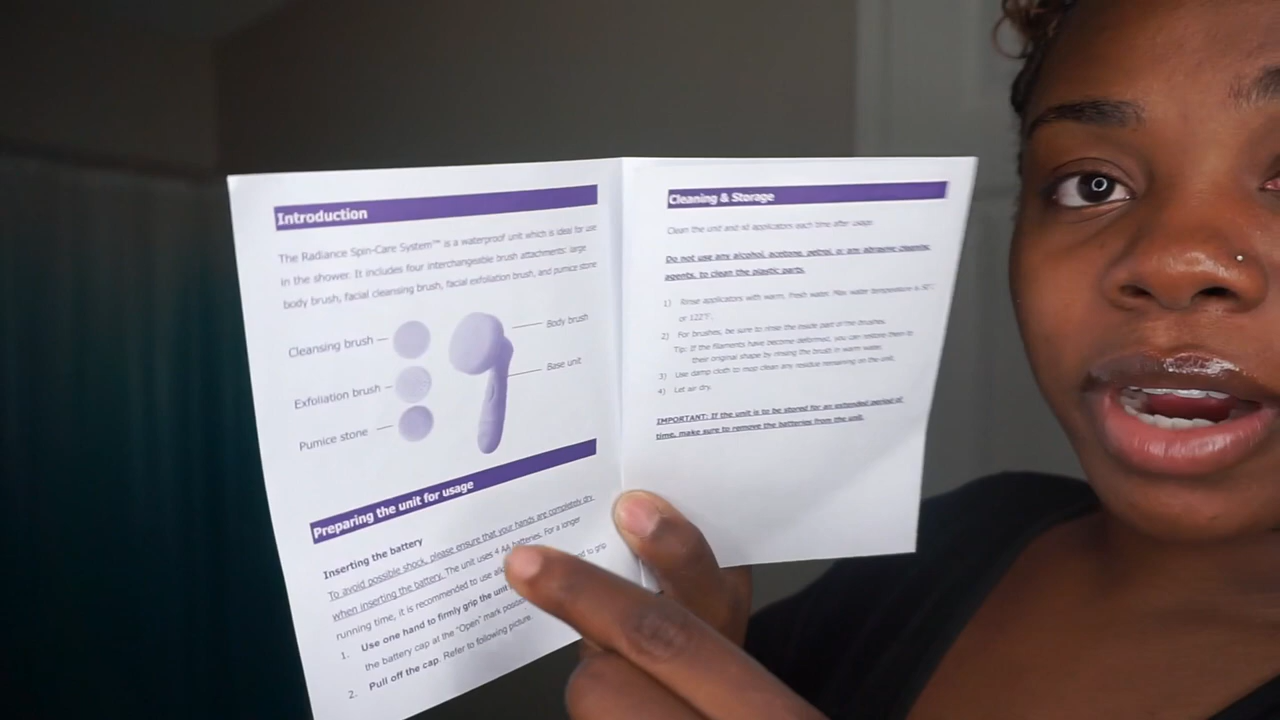 Introduction
The Radiance Spin-Care System™ is a waterproof unit which is ideal for use
in the shower. It includes four interchangeable brush attachments: large
body brush, facial cleansing brush, facial exfoliation brush, and pumice stone
Cleansing brush
Exfoliation brush
Pumice stone
Body brush
Base unit
Preparing the unit for usage
Inserting the battery
To avoid possible shock, please ensure that your hands are completely dry
when inserting the battery. The unit uses 4 AA batteries. For a longer
running time, it is recommended to use alk
1. Use one hand to firmly grip the unit
to grip
the battery cap at the "Open" mark
2. Pull off the cap. Refer to following picture.
Cleaning & Storage
Clean the unit and all applicators each time after usage.
Do not use any alcohol, acetone, petrol, or any abrasive cleaning
agents, to clean the plastic parts.
1) Rinse applicators with warm, fresh water. Max water temperature is 50°,
or 122°F.
2) For brushes, be sure to rinse the inside part of the brushes.
Tip: If the filaments have become deformed, you can restore them to
their original shape by rinsing the brush in warm water.
3) Use damp cloth to mop clean any residue remaining on the unit.
4) Let air dry.
IMPORTANT: If the unit is to be stored for an extended period of
time, make sure to remove the batteries from the unit.